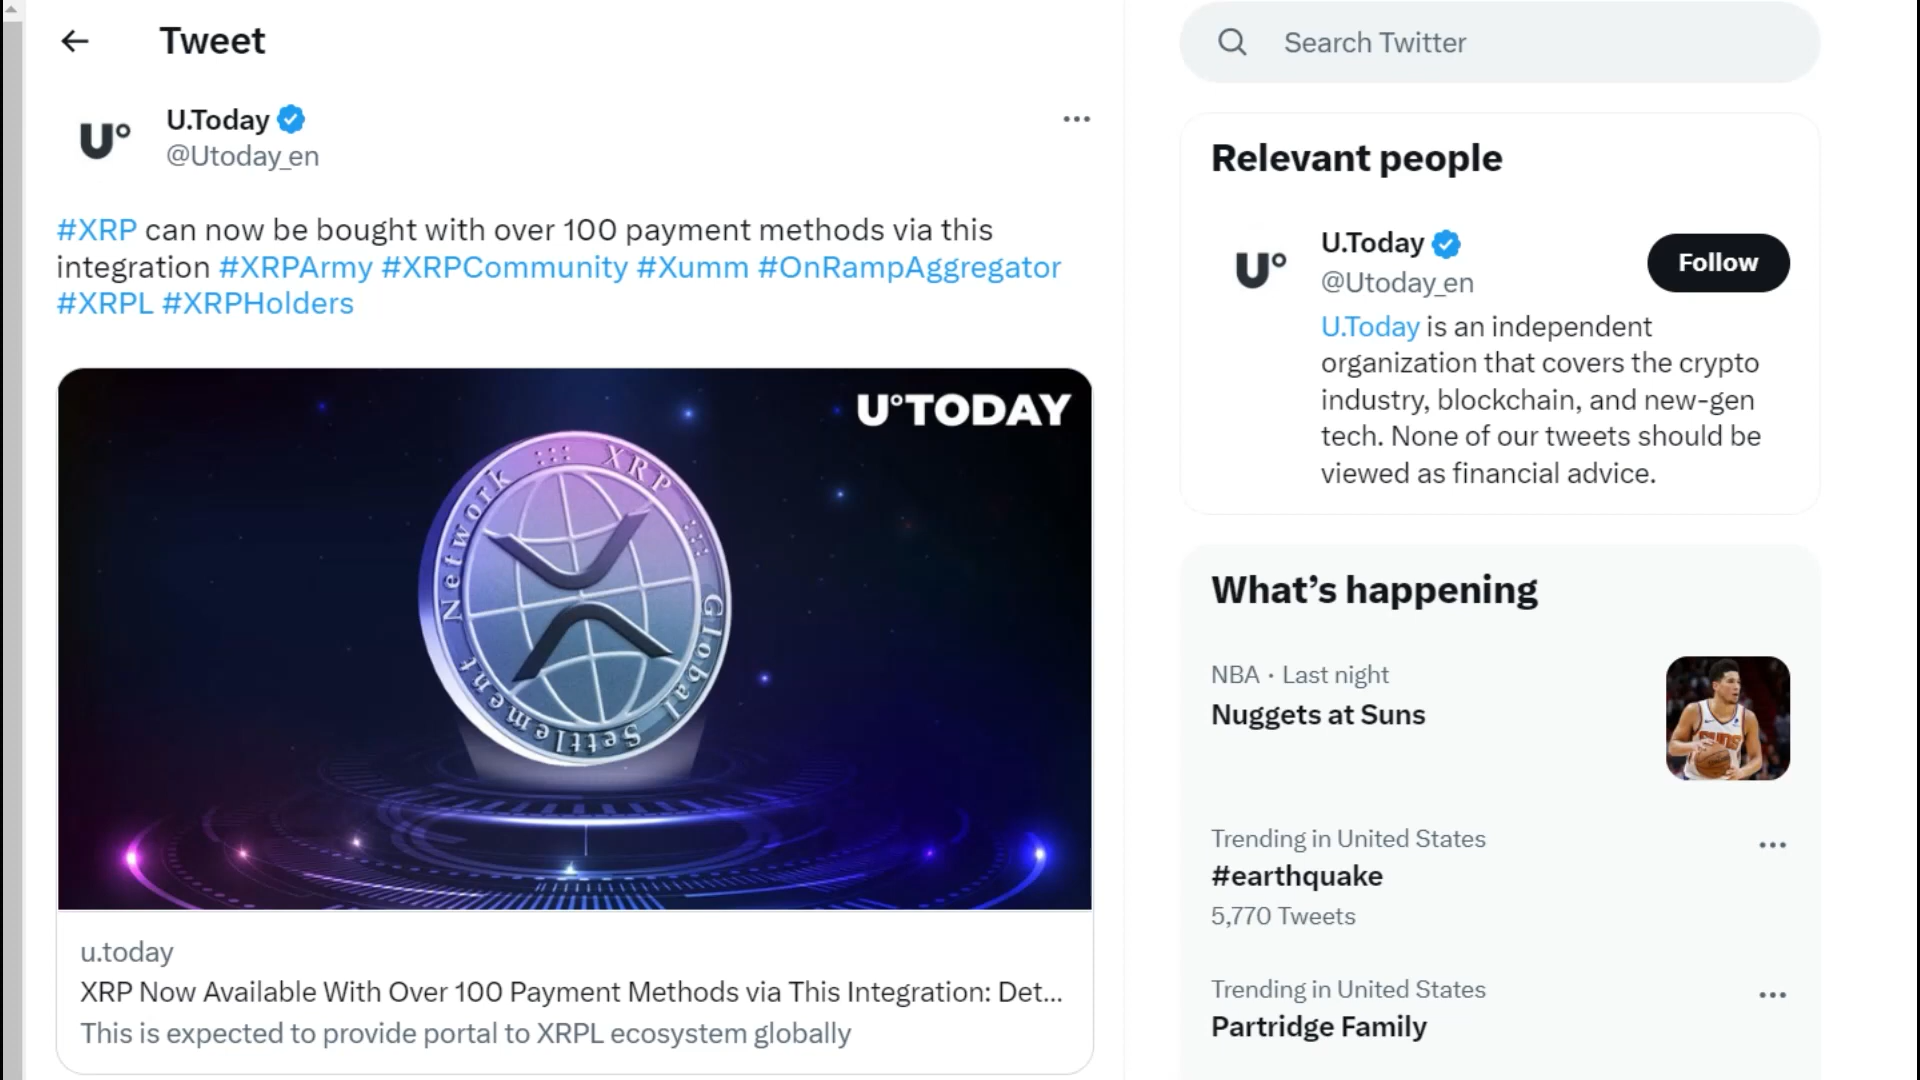 Tweet
U.Today
@Utoday_en
#XRP can now be bought with over 100 payment methods via this
integration #XRPArmy #XRPCommunity #Xumm #OnRampAggregator
#XRPL #XRPHolders
U°TODAY
XRP
Global Settlement Network
u.today
XRP Now Available With Over 100 Payment Methods via This Integration: Det...
This is expected to provide portal to XRPL ecosystem globally
Search Twitter
Relevant people
U°
U.Today
@Utoday_en
Follow
U.Today is an independent
organization that covers the crypto
industry, blockchain, and new-gen
tech. None of our tweets should be
viewed as financial advice.
What's happening
NBA · Last night
Nuggets at Suns
SUNS
Trending in United States
#earthquake
5,770 Tweets
Trending in United States
Partridge Family